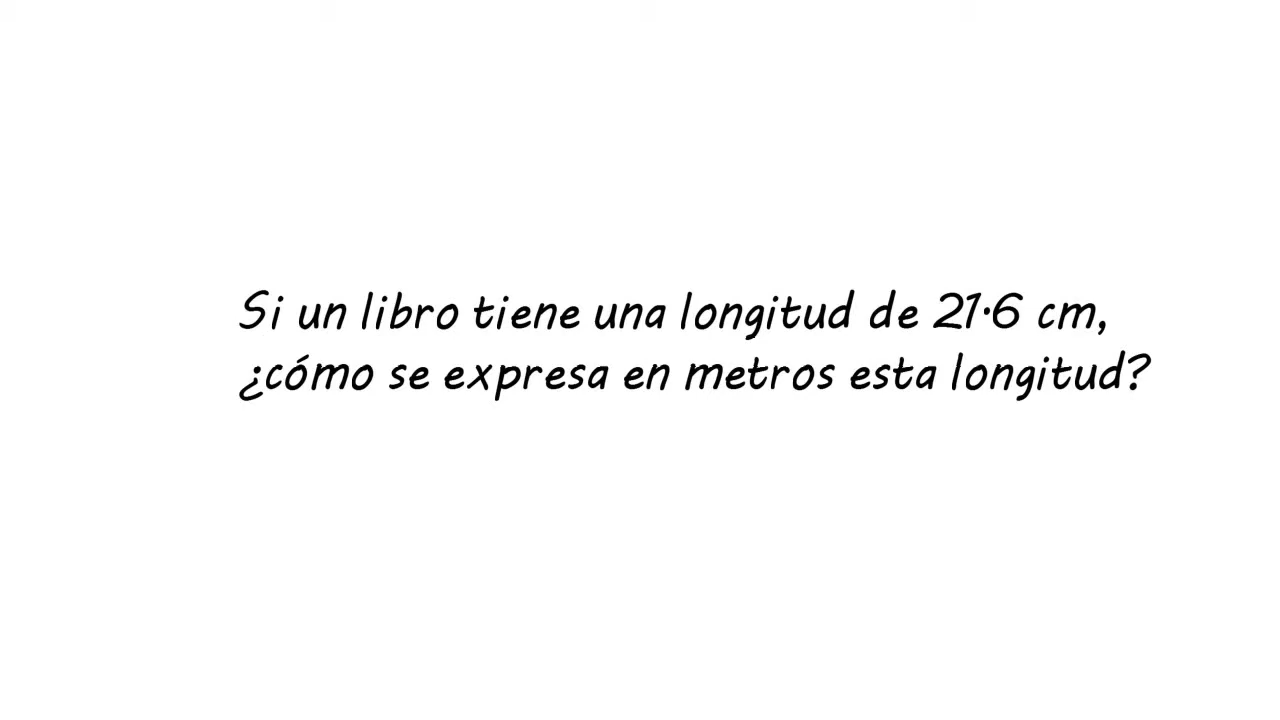 Si un libro tiene una longitud de 21·6 cm,
¿cómo se expresa en metros esta longitud?